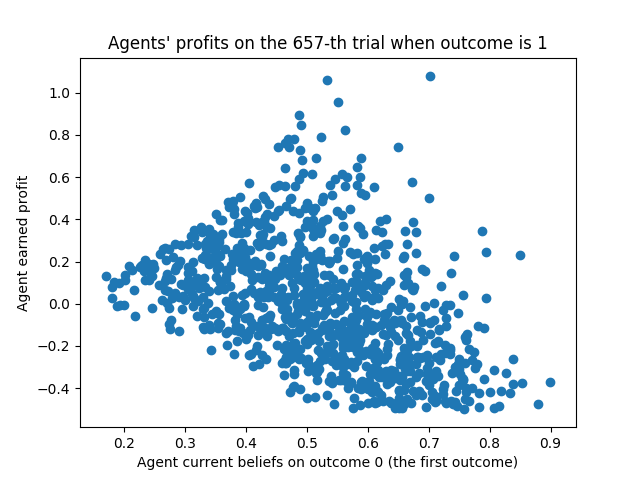 Agents' profits on the 657-th trial when outcome is 1
Agent earned profit
1.0
0.8
0.6
0.4
0.2
0.0
−0.2
−0.4
0.2 0.3 0.4 0.5 0.6 0.7 0.8 0.9
Agent current beliefs on outcome 0 (the first outcome)